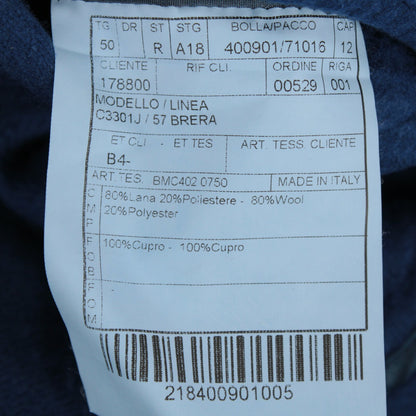 TG DR ST STG BOLLA/PACCO CAP
50 R A18 400901/71016 12
CLIENTE RIF CLI. ORDINE RIGA
178800 00529 001
MODELLO / LINEA
C3301J / 57 BRERA
ET CLI - ET TES ART. TESS. CLIENTE
B4-
ART.TES. BMC402 0750 MADE IN ITALY
C M P 80%Lana 20%Poliestere - 80%Wool
20%Polyester
F O D 100%Cupro - 100%Cupro
218400901005